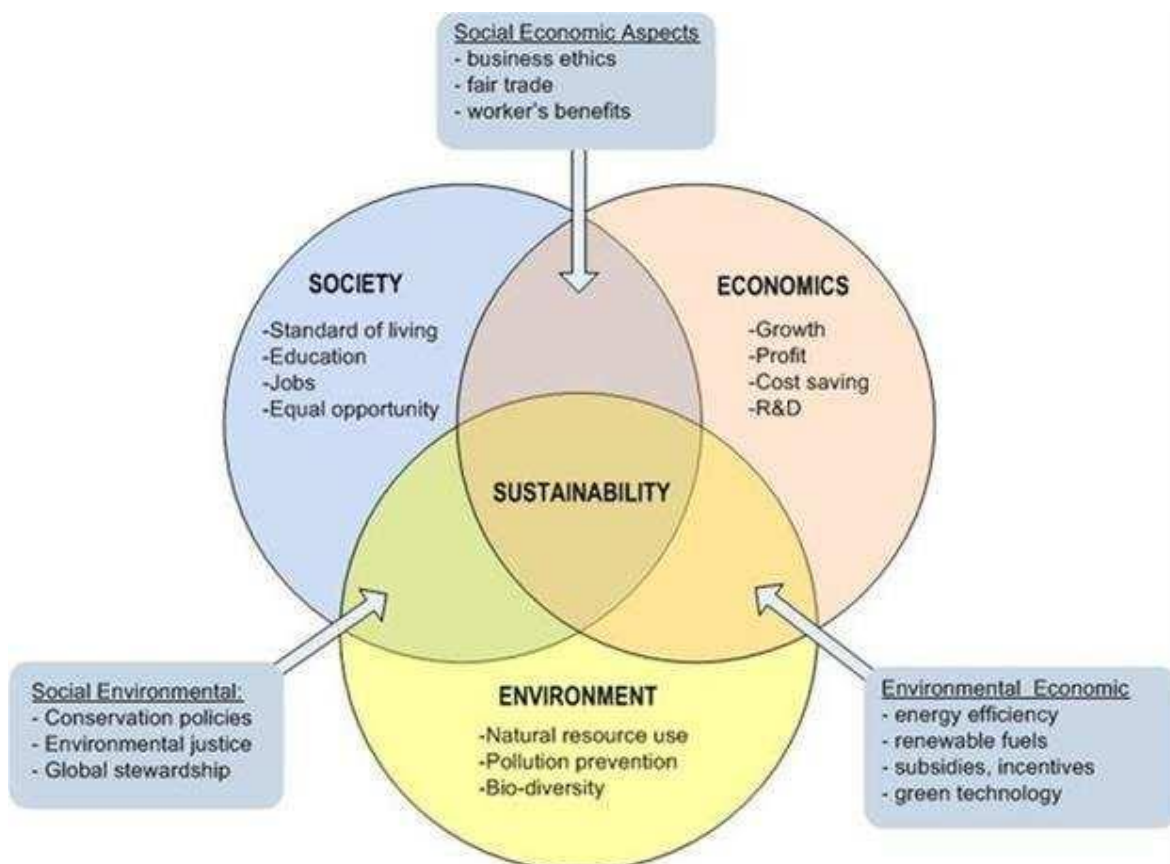 Social Economic Aspects
- business ethics
- fair trade
- worker's benefits
SOCIETY
-Standard of living
-Education
-Jobs
-Equal opportunity
ECONOMICS
-Growth
-Profit
-Cost saving
-R&D
SUSTAINABILITY
Social Environmental:
- Conservation policies
- Environmental justice
- Global stewardship
ENVIRONMENT
-Natural resource use
-Pollution prevention
-Bio-diversity
Environmental Economic
- energy efficiency
- renewable fuels
- subsidies, incentives
- green technology